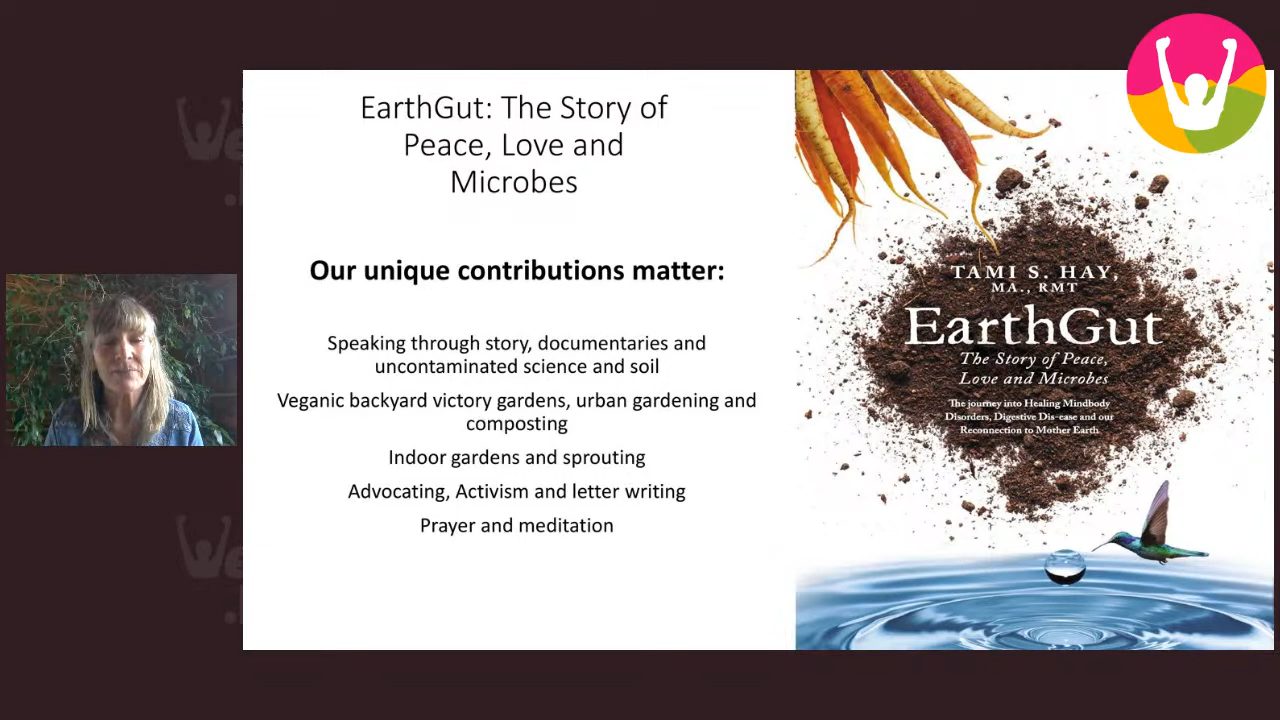 EarthGut: The Story of
Peace, Love and
Microbes
Our unique contributions matter:
Speaking through story, documentaries and
uncontaminated science and soil
Veganic backyard victory gardens, urban gardening and
composting
Indoor gardens and sprouting
Advocating, Activism and letter writing
Prayer and meditation
TAMI S. HAY,
MA., RMT
EarthGut
The Story of Peace,
Love and Microbes
The journey into Healing Mindbody
Disorders, Digestive Dis-ease and our
Reconnection to Mother Earth